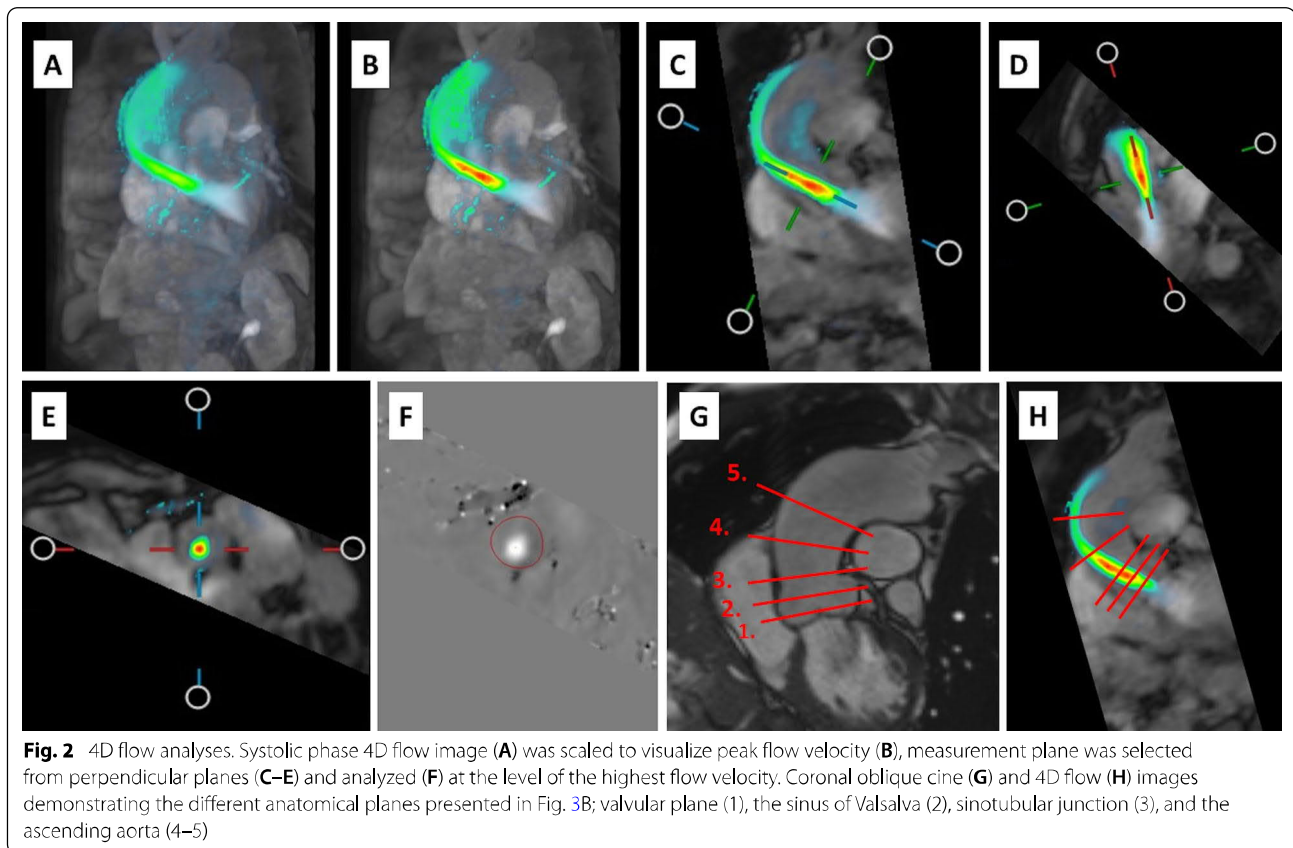 A
B
C
D
E
F
G
H
5.
4.
3.
2.
1.
Fig. 2 4D flow analyses. Systolic phase 4D flow image (A) was scaled to visualize peak flow velocity (B), measurement plane was selected
from perpendicular planes (C–E) and analyzed (F) at the level of the highest flow velocity. Coronal oblique cine (G) and 4D flow (H) images
demonstrating the different anatomical planes presented in Fig. 3B; valvular plane (1), the sinus of Valsalva (2), sinotubular junction (3), and the
ascending aorta (4–5)